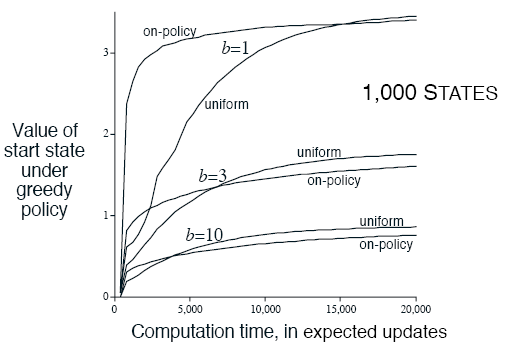 on-policy
b=1
3
1,000 STATES
uniform
Value of
start state
under
greedy
policy
2
uniform
b=3
on-policy
1
uniform
b=10
on-policy
0
0 5,000 10,000 15,000 20,000
Computation time, in expected updates